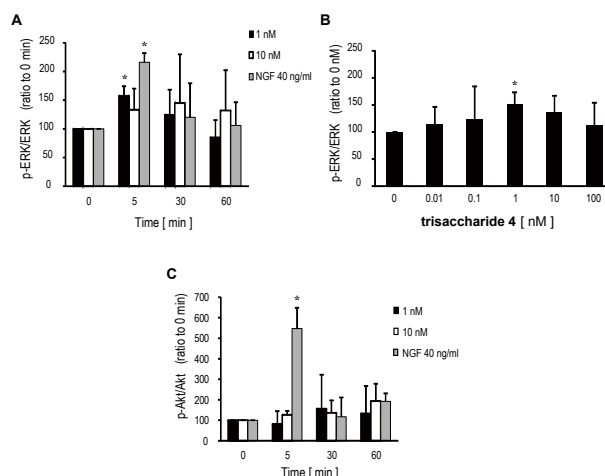 A
p-ERK/ERK (ratio to 0 min)
250
200
150
100
50
0
*
*
1 nM
10 nM
NGF 40 ng/ml
0 5 30 60
Time [ min ]
B
p-ERK/ERK (ratio to 0 nM)
250
200
150
100
50
0
*
0 0.01 0.1 1 10 100
trisaccharide 4 [ nM ]
C
p-Akt/Akt (ratio to 0 min)
700
600
500
400
300
200
100
0
*
1 nM
10 nM
NGF 40 ng/ml
0 5 30 60
Time [ min ]